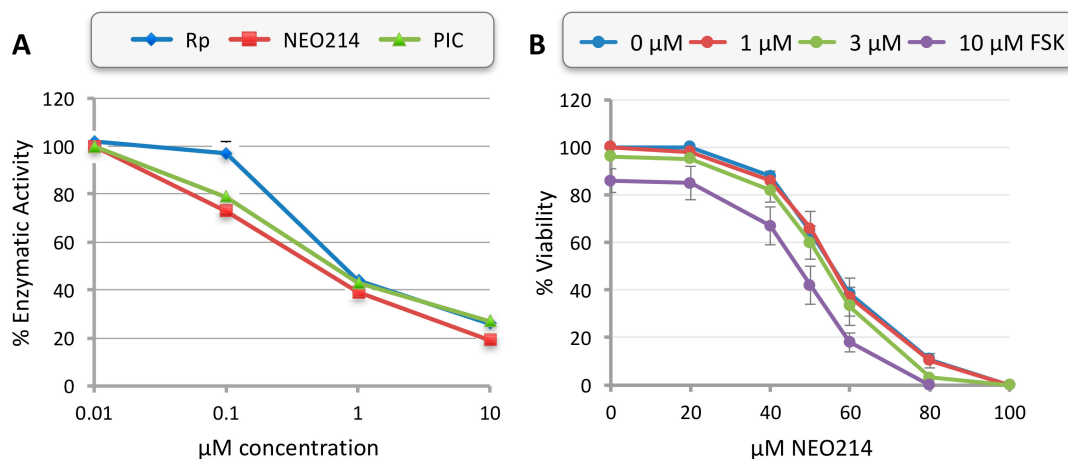 A
Rp NEO214 PIC
% Enzymatic Activity
120
100
80
60
40
20
0
0.01 0.1 1 10
µM concentration
B
0 µM 1 µM 3 µM 10 µM FSK
% Viability
120
100
80
60
40
20
0
0 20 40 60 80 100
µM NEO214